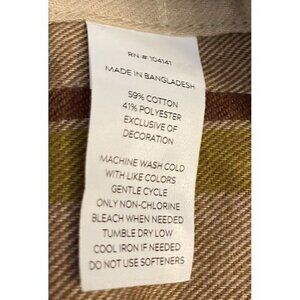 RN # 104141
MADE IN BANGLADESH
59% COTTON
41% POLYESTER
EXCLUSIVE OF
DECORATION
MACHINE WASH COLD
WITH LIKE COLORS
GENTLE CYCLE
ONLY NON-CHLORINE
BLEACH WHEN NEEDED
TUMBLE DRY LOW
COOL IRON IF NEEDED
DO NOT USE SOFTENERS